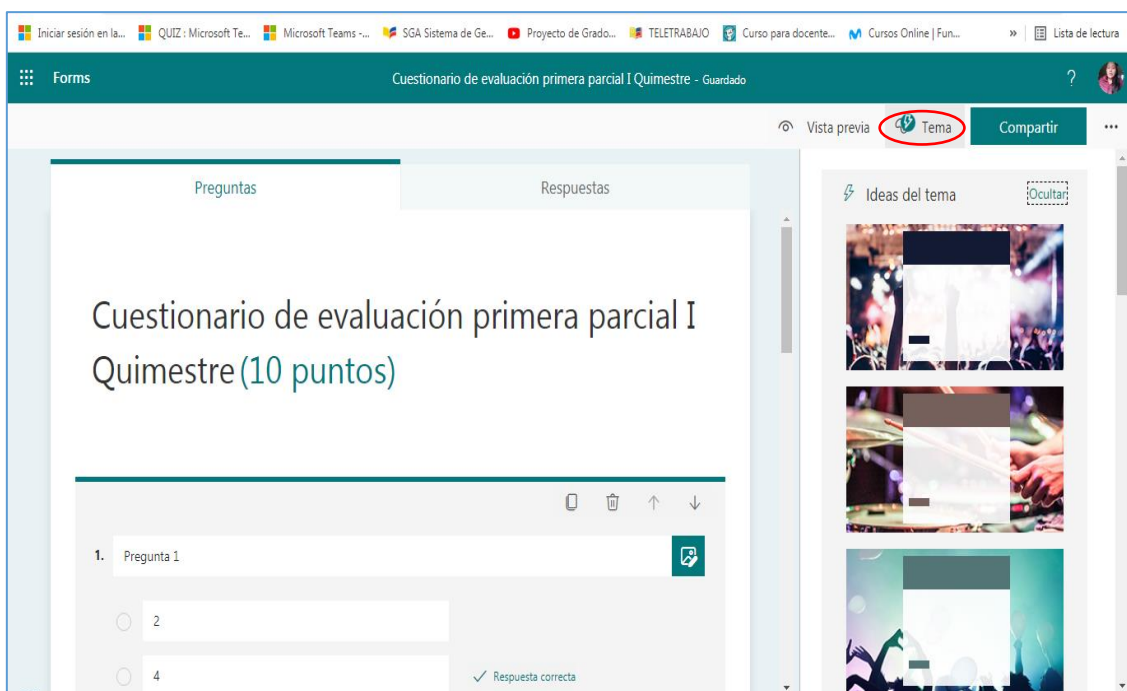 Iniciar sesión en la... QUIZ : Microsoft Te... Microsoft Teams -... SGA Sistema de Ge... Proyecto de Grado... TELETRABAJO Curso para docente... Cursos Online | Fun... » Lista de lectura
Forms Cuestionario de evaluación primera parcial I Quimestre - Guardado ?
Vista previa Tema Compartir ...
Preguntas Respuestas
Ideas del tema Ocultar
Cuestionario de evaluación primera parcial I
Quimestre (10 puntos)
1. Pregunta 1
2
4 Respuesta correcta